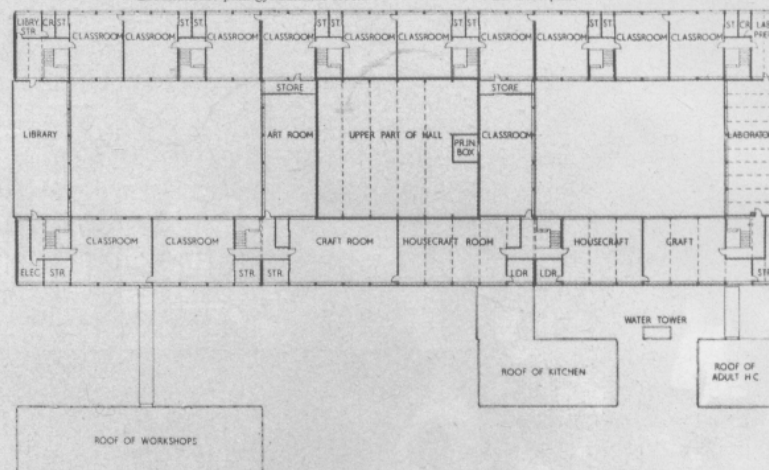 LIBRY STR. CR ST. ST. ST. ST. ST. ST. ST. ST. ST. ST. CR
CLASSROOM CLASSROOM CLASSROOM CLASSROOM CLASSROOM CLASSROOM CLASSROOM CLASSROOM
STORE STORE
LIBRARY ART ROOM UPPER PART OF HALL CLASSROOM
PR.JN. BOX
CLASSROOM CLASSROOM CRAFT ROOM HOUSECRAFT ROOM HOUSECRAFT CRAFT
ELEC STR. STR. STR. LDR. LDR.
WATER TOWER
ROOF OF KITCHEN
ROOF OF
ADULT H C
ROOF OF WORKSHOPS